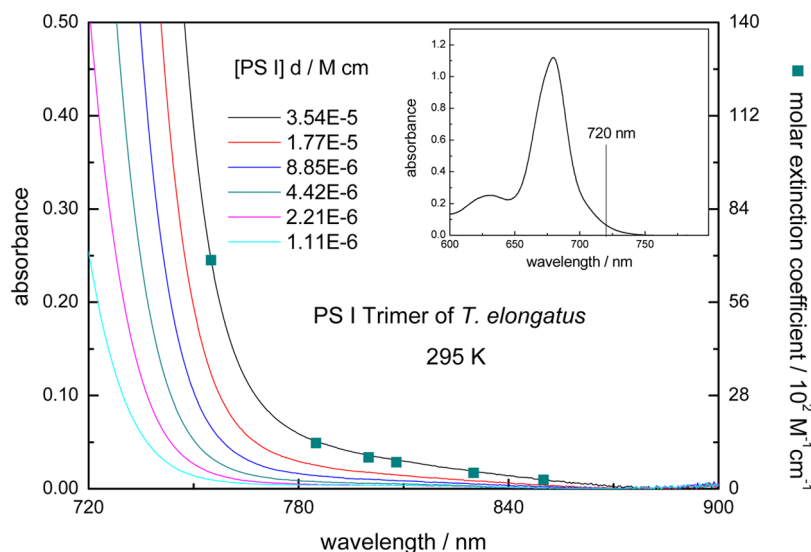 0.50
0.40
0.30
0.20
0.10
0.00
absorbance
720
780
840
900
wavelength / nm
140
112
84
56
28
0
molar extinction coefficient / 10² M⁻¹ cm⁻¹
[PS I] d / M cm
3.54E-5
1.77E-5
8.85E-6
4.42E-6
2.21E-6
1.11E-6
PS I Trimer of T. elongatus
295 K
1.2
1.0
0.8
0.6
0.4
0.2
0.0
absorbance
720 nm
600
650
700
750
wavelength / nm